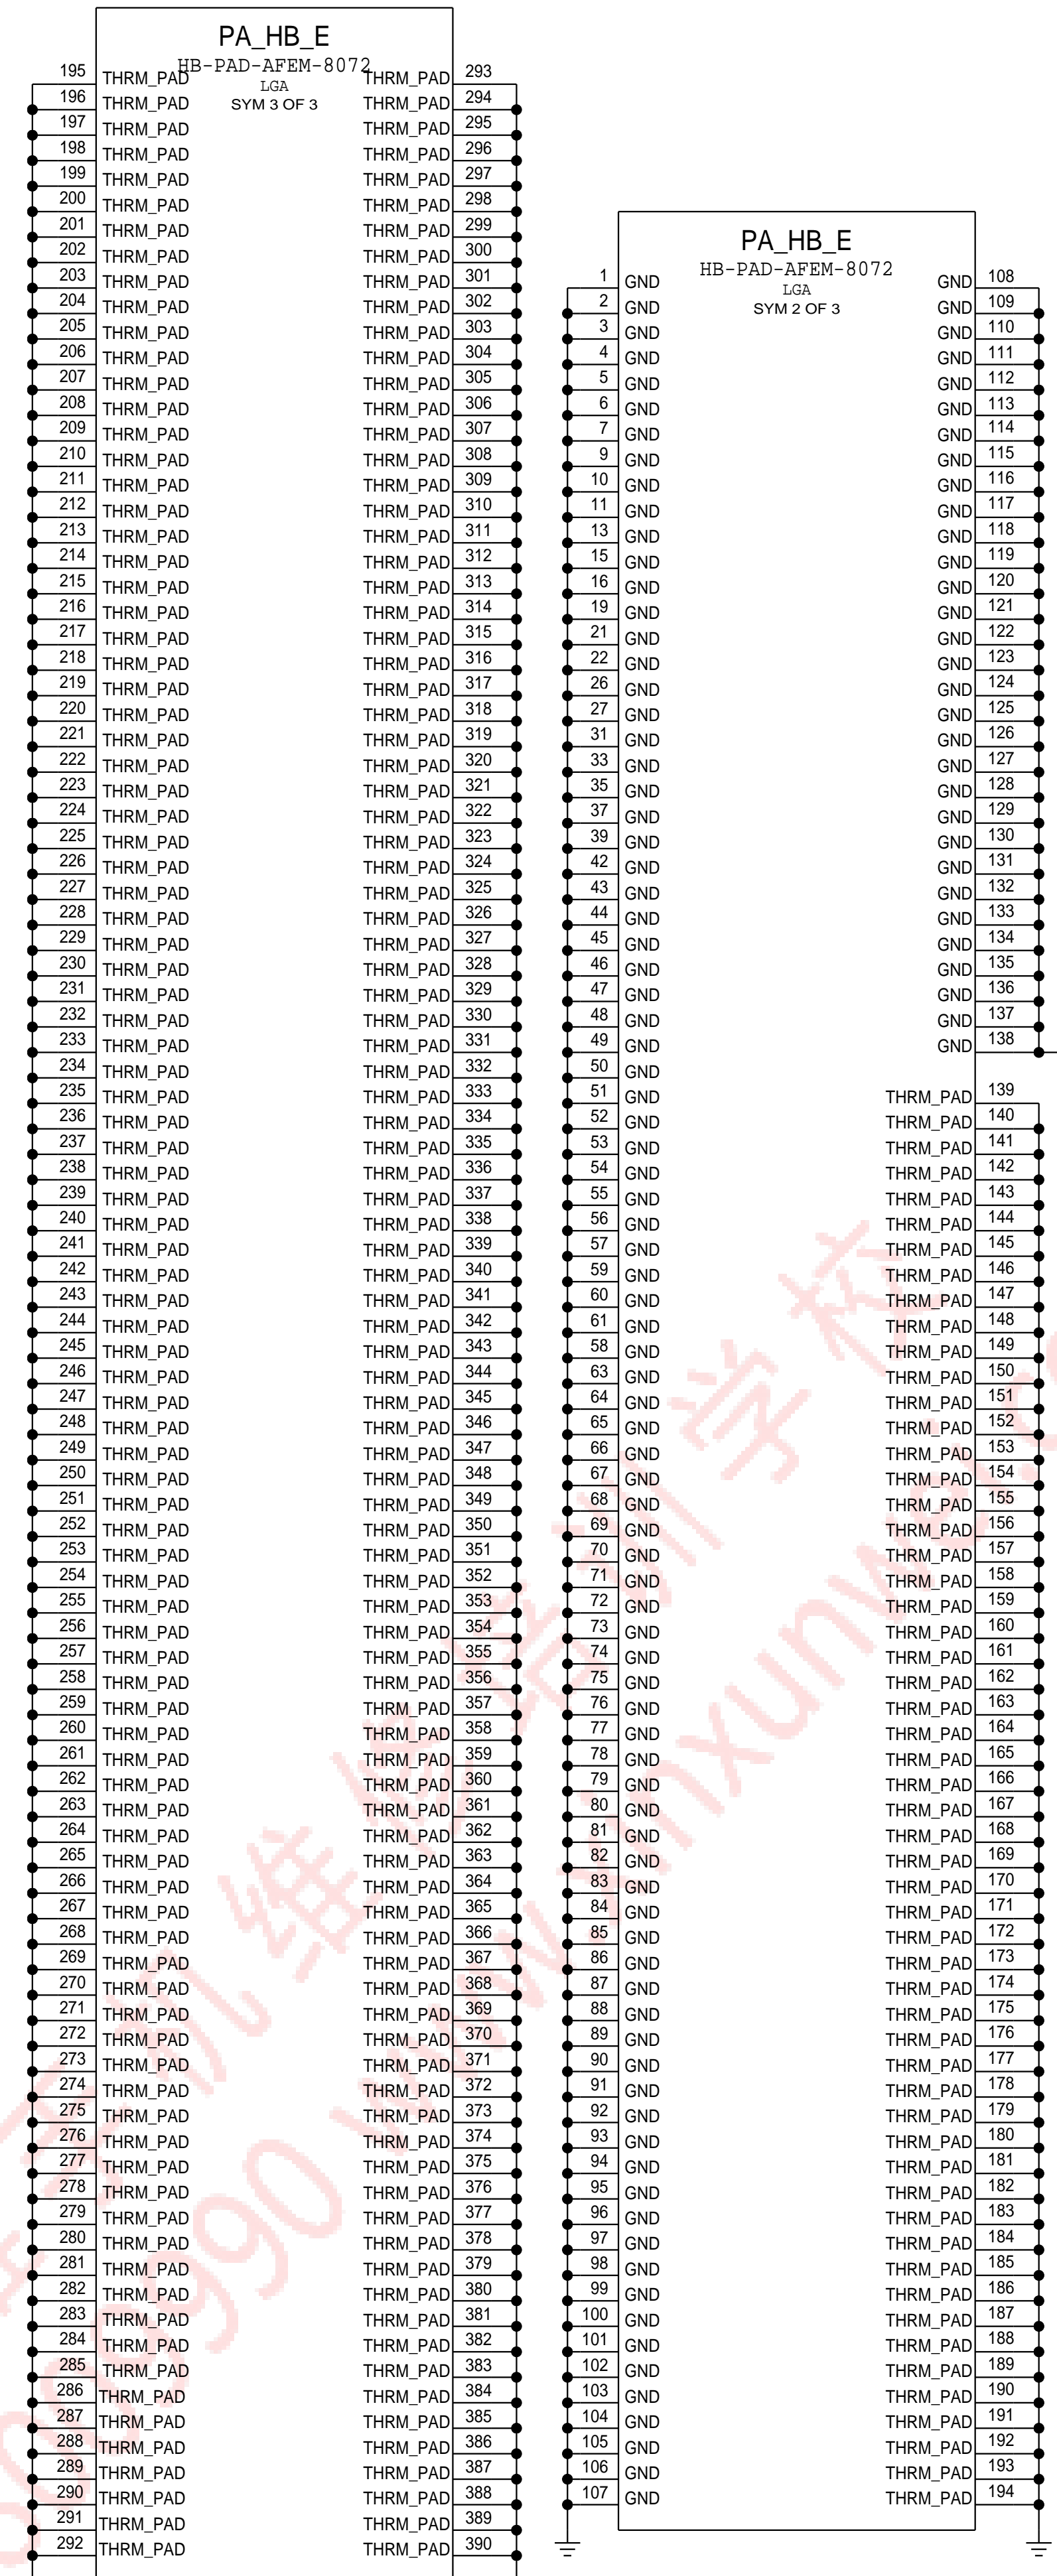 PA_HB_E
HB-PAD-AFEM-8072
LGA
SYM 3 OF 3
195 THRM_PAD THRM_PAD 293
196 THRM_PAD THRM_PAD 294
197 THRM_PAD THRM_PAD 295
198 THRM_PAD THRM_PAD 296
199 THRM_PAD THRM_PAD 297
200 THRM_PAD THRM_PAD 298
201 THRM_PAD THRM_PAD 299
202 THRM_PAD THRM_PAD 300
203 THRM_PAD THRM_PAD 301
204 THRM_PAD THRM_PAD 302
205 THRM_PAD THRM_PAD 303
206 THRM_PAD THRM_PAD 304
207 THRM_PAD THRM_PAD 305
208 THRM_PAD THRM_PAD 306
209 THRM_PAD THRM_PAD 307
210 THRM_PAD THRM_PAD 308
211 THRM_PAD THRM_PAD 309
212 THRM_PAD THRM_PAD 310
213 THRM_PAD THRM_PAD 311
214 THRM_PAD THRM_PAD 312
215 THRM_PAD THRM_PAD 313
216 THRM_PAD THRM_PAD 314
217 THRM_PAD THRM_PAD 315
218 THRM_PAD THRM_PAD 316
219 THRM_PAD THRM_PAD 317
220 THRM_PAD THRM_PAD 318
221 THRM_PAD THRM_PAD 319
222 THRM_PAD THRM_PAD 320
223 THRM_PAD THRM_PAD 321
224 THRM_PAD THRM_PAD 322
225 THRM_PAD THRM_PAD 323
226 THRM_PAD THRM_PAD 324
227 THRM_PAD THRM_PAD 325
228 THRM_PAD THRM_PAD 326
229 THRM_PAD THRM_PAD 327
230 THRM_PAD THRM_PAD 328
231 THRM_PAD THRM_PAD 329
232 THRM_PAD THRM_PAD 330
233 THRM_PAD THRM_PAD 331
234 THRM_PAD THRM_PAD 332
235 THRM_PAD THRM_PAD 333
236 THRM_PAD THRM_PAD 334
237 THRM_PAD THRM_PAD 335
238 THRM_PAD THRM_PAD 336
239 THRM_PAD THRM_PAD 337
240 THRM_PAD THRM_PAD 338
241 THRM_PAD THRM_PAD 339
242 THRM_PAD THRM_PAD 340
243 THRM_PAD THRM_PAD 341
244 THRM_PAD THRM_PAD 342
245 THRM_PAD THRM_PAD 343
246 THRM_PAD THRM_PAD 344
247 THRM_PAD THRM_PAD 345
248 THRM_PAD THRM_PAD 346
249 THRM_PAD THRM_PAD 347
250 THRM_PAD THRM_PAD 348
251 THRM_PAD THRM_PAD 349
252 THRM_PAD THRM_PAD 350
253 THRM_PAD THRM_PAD 351
254 THRM_PAD THRM_PAD 352
255 THRM_PAD THRM_PAD 353
256 THRM_PAD THRM_PAD 354
257 THRM_PAD THRM_PAD 355
258 THRM_PAD THRM_PAD 356
259 THRM_PAD THRM_PAD 357
260 THRM_PAD THRM_PAD 358
261 THRM_PAD THRM_PAD 359
262 THRM_PAD THRM_PAD 360
263 THRM_PAD THRM_PAD 361
264 THRM_PAD THRM_PAD 362
265 THRM_PAD THRM_PAD 363
266 THRM_PAD THRM_PAD 364
267 THRM_PAD THRM_PAD 365
268 THRM_PAD THRM_PAD 366
269 THRM_PAD THRM_PAD 367
270 THRM_PAD THRM_PAD 368
271 THRM_PAD THRM_PAD 369
272 THRM_PAD THRM_PAD 370
273 THRM_PAD THRM_PAD 371
274 THRM_PAD THRM_PAD 372
275 THRM_PAD THRM_PAD 373
276 THRM_PAD THRM_PAD 374
277 THRM_PAD THRM_PAD 375
278 THRM_PAD THRM_PAD 376
279 THRM_PAD THRM_PAD 377
280 THRM_PAD THRM_PAD 378
281 THRM_PAD THRM_PAD 379
282 THRM_PAD THRM_PAD 380
283 THRM_PAD THRM_PAD 381
284 THRM_PAD THRM_PAD 382
285 THRM_PAD THRM_PAD 383
286 THRM_PAD THRM_PAD 384
287 THRM_PAD THRM_PAD 385
288 THRM_PAD THRM_PAD 386
289 THRM_PAD THRM_PAD 387
290 THRM_PAD THRM_PAD 388
291 THRM_PAD THRM_PAD 389
292 THRM_PAD THRM_PAD 390
PA_HB_E
HB-PAD-AFEM-8072
LGA
SYM 2 OF 3
1 GND GND 108
2 GND GND 109
3 GND GND 110
4 GND GND 111
5 GND GND 112
6 GND GND 113
7 GND GND 114
9 GND GND 115
10 GND GND 116
11 GND GND 117
13 GND GND 118
15 GND GND 119
16 GND GND 120
19 GND GND 121
21 GND GND 122
22 GND GND 123
26 GND GND 124
27 GND GND 125
31 GND GND 126
33 GND GND 127
35 GND GND 128
37 GND GND 129
39 GND GND 130
42 GND GND 131
43 GND GND 132
44 GND GND 133
45 GND GND 134
46 GND GND 135
47 GND GND 136
48 GND GND 137
49 GND GND 138
50 GND
51 GND THRM_PAD 139
52 GND THRM_PAD 140
53 GND THRM_PAD 141
54 GND THRM_PAD 142
55 GND THRM_PAD 143
56 GND THRM_PAD 144
57 GND THRM_PAD 145
59 GND THRM_PAD 146
60 GND THRM_PAD 147
61 GND THRM_PAD 148
58 GND THRM_PAD 149
63 GND THRM_PAD 150
64 GND THRM_PAD 151
65 GND THRM_PAD 152
66 GND THRM_PAD 153
67 GND THRM_PAD 154
68 GND THRM_PAD 155
69 GND THRM_PAD 156
70 GND THRM_PAD 157
71 GND THRM_PAD 158
72 GND THRM_PAD 159
73 GND THRM_PAD 160
74 GND THRM_PAD 161
75 GND THRM_PAD 162
76 GND THRM_PAD 163
77 GND THRM_PAD 164
78 GND THRM_PAD 165
79 GND THRM_PAD 166
80 GND THRM_PAD 167
81 GND THRM_PAD 168
82 GND THRM_PAD 169
83 GND THRM_PAD 170
84 GND THRM_PAD 171
85 GND THRM_PAD 172
86 GND THRM_PAD 173
87 GND THRM_PAD 174
88 GND THRM_PAD 175
89 GND THRM_PAD 176
90 GND THRM_PAD 177
91 GND THRM_PAD 178
92 GND THRM_PAD 179
93 GND THRM_PAD 180
94 GND THRM_PAD 181
95 GND THRM_PAD 182
96 GND THRM_PAD 183
97 GND THRM_PAD 184
98 GND THRM_PAD 185
99 GND THRM_PAD 186
100 GND THRM_PAD 187
101 GND THRM_PAD 188
102 GND THRM_PAD 189
103 GND THRM_PAD 190
104 GND THRM_PAD 191
105 GND THRM_PAD 192
106 GND THRM_PAD 193
107 GND THRM_PAD 194
手机维修培训学校
www.xinxunwei.c